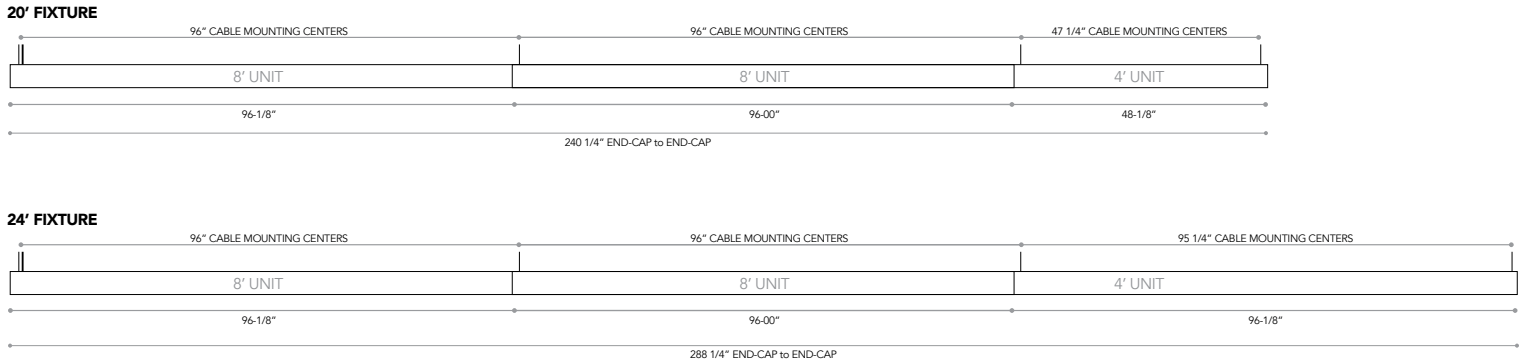 20’ FIXTURE
96” CABLE MOUNTING CENTERS
96” CABLE MOUNTING CENTERS
47 1/4” CABLE MOUNTING CENTERS
8’ UNIT
8’ UNIT
4’ UNIT
96-1/8”
96-00”
48-1/8”
240 1/4” END-CAP to END-CAP
24’ FIXTURE
96” CABLE MOUNTING CENTERS
96” CABLE MOUNTING CENTERS
95 1/4” CABLE MOUNTING CENTERS
8’ UNIT
8’ UNIT
4’ UNIT
96-1/8”
96-00”
96-1/8”
288 1/4” END-CAP to END-CAP